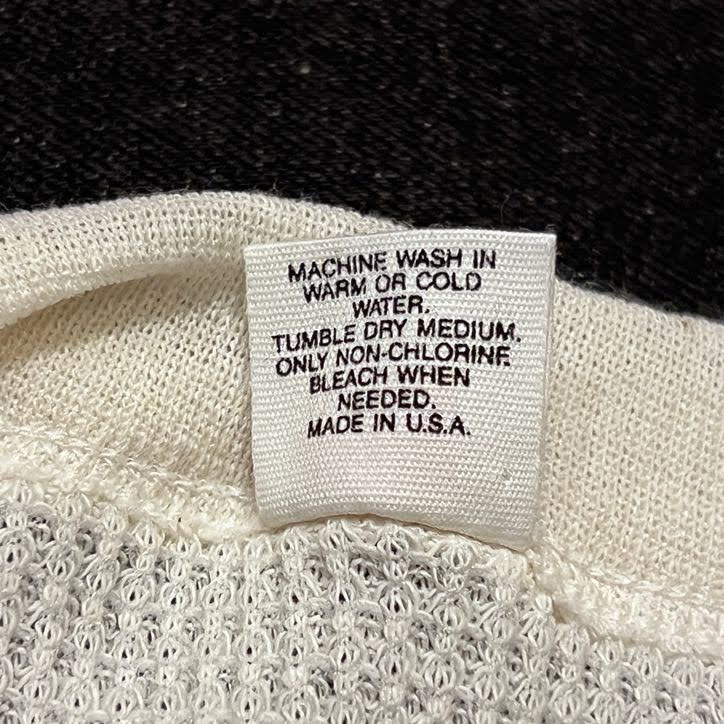 MACHINE WASH IN
WARM OR COLD
WATER.
TUMBLE DRY MEDIUM.
ONLY NON-CHLORINE
BLEACH WHEN
NEEDED.
MADE IN U.S.A.